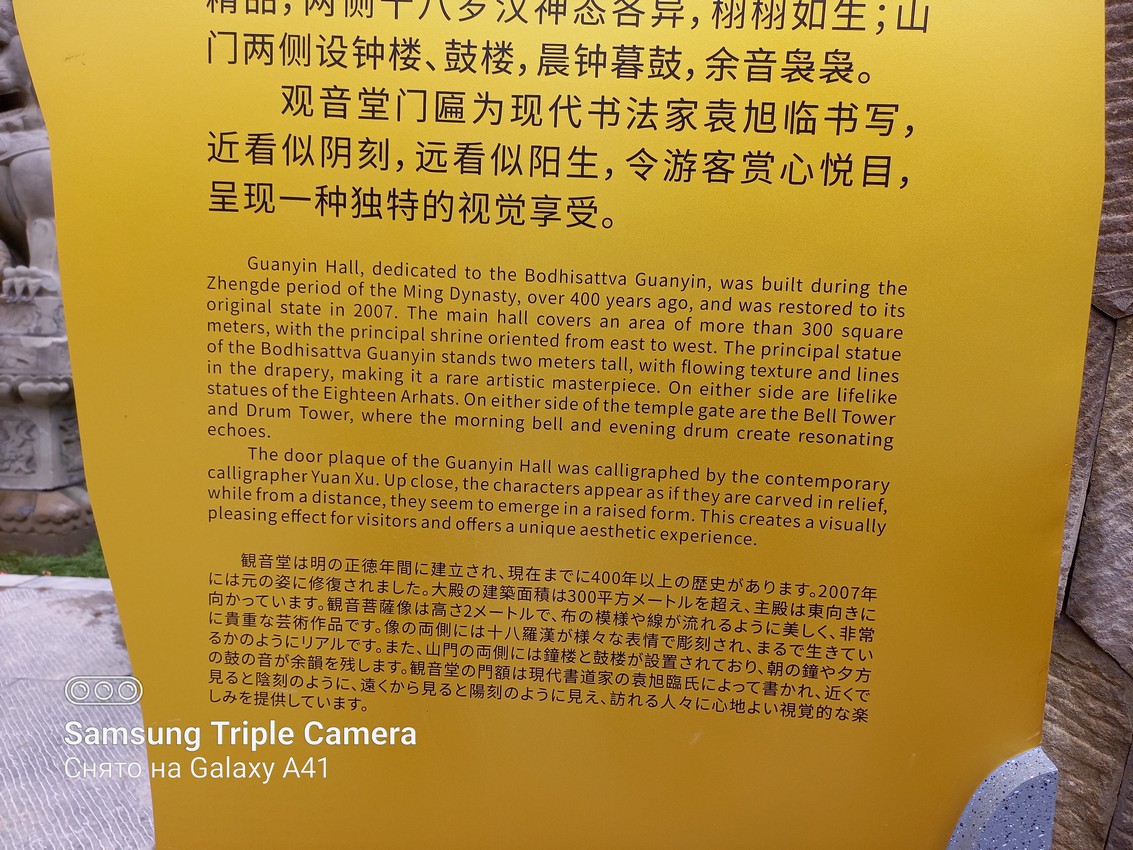 精品，两侧十八罗汉神态各异，栩栩如生；山
门两侧设钟楼、鼓楼，晨钟暮鼓，余音袅袅。
观音堂门匾为现代书法家袁旭临书写，
近看似阴刻，远看似阳生，令游客赏心悦目，
呈现一种独特的视觉享受。
Guanyin Hall, dedicated to the Bodhisattva Guanyin, was built during the
Zhengde period of the Ming Dynasty, over 400 years ago, and was restored to its
original state in 2007. The main hall covers an area of more than 300 square
meters, with the principal shrine oriented from east to west. The principal statue
of the Bodhisattva Guanyin stands two meters tall, with flowing texture and lines
in the drapery, making it a rare artistic masterpiece. On either side are lifelike
statues of the Eighteen Arhats. On either side of the temple gate are the Bell Tower
and Drum Tower, where the morning bell and evening drum create resonating
echoes.
The door plaque of the Guanyin Hall was calligraphed by the contemporary
calligrapher Yuan Xu. Up close, the characters appear as if they are carved in relief,
while from a distance, they seem to emerge in a raised form. This creates a visually
pleasing effect for visitors and offers a unique aesthetic experience.
観音堂は明の正徳年間に建立され、現在までに400年以上の歴史があります。2007年
には元の姿に修復されました。大殿の建築面積は300平方メートルを超え、主殿は東向きに
向かっています。観音菩薩像は高さ2メートルで、布の模様や線が流れるように美しく、非常
に貴重な芸術作品です。像の両側には十八羅漢が様々な表情で彫刻され、まるで生きてい
るかのようにリアルです。また、山門の両側には鐘楼と鼓楼が設置されており、朝の鐘や夕方
の鼓の音が余韻を残します。観音堂の門額は現代書道家の袁旭臨氏によって書かれ、近くで
見ると陰刻のように、遠くから見ると陽刻のように見え、訪れる人々に心地よい視覚的な楽
しみを提供しています。
Samsung Triple Camera
Снято на Galaxy A41